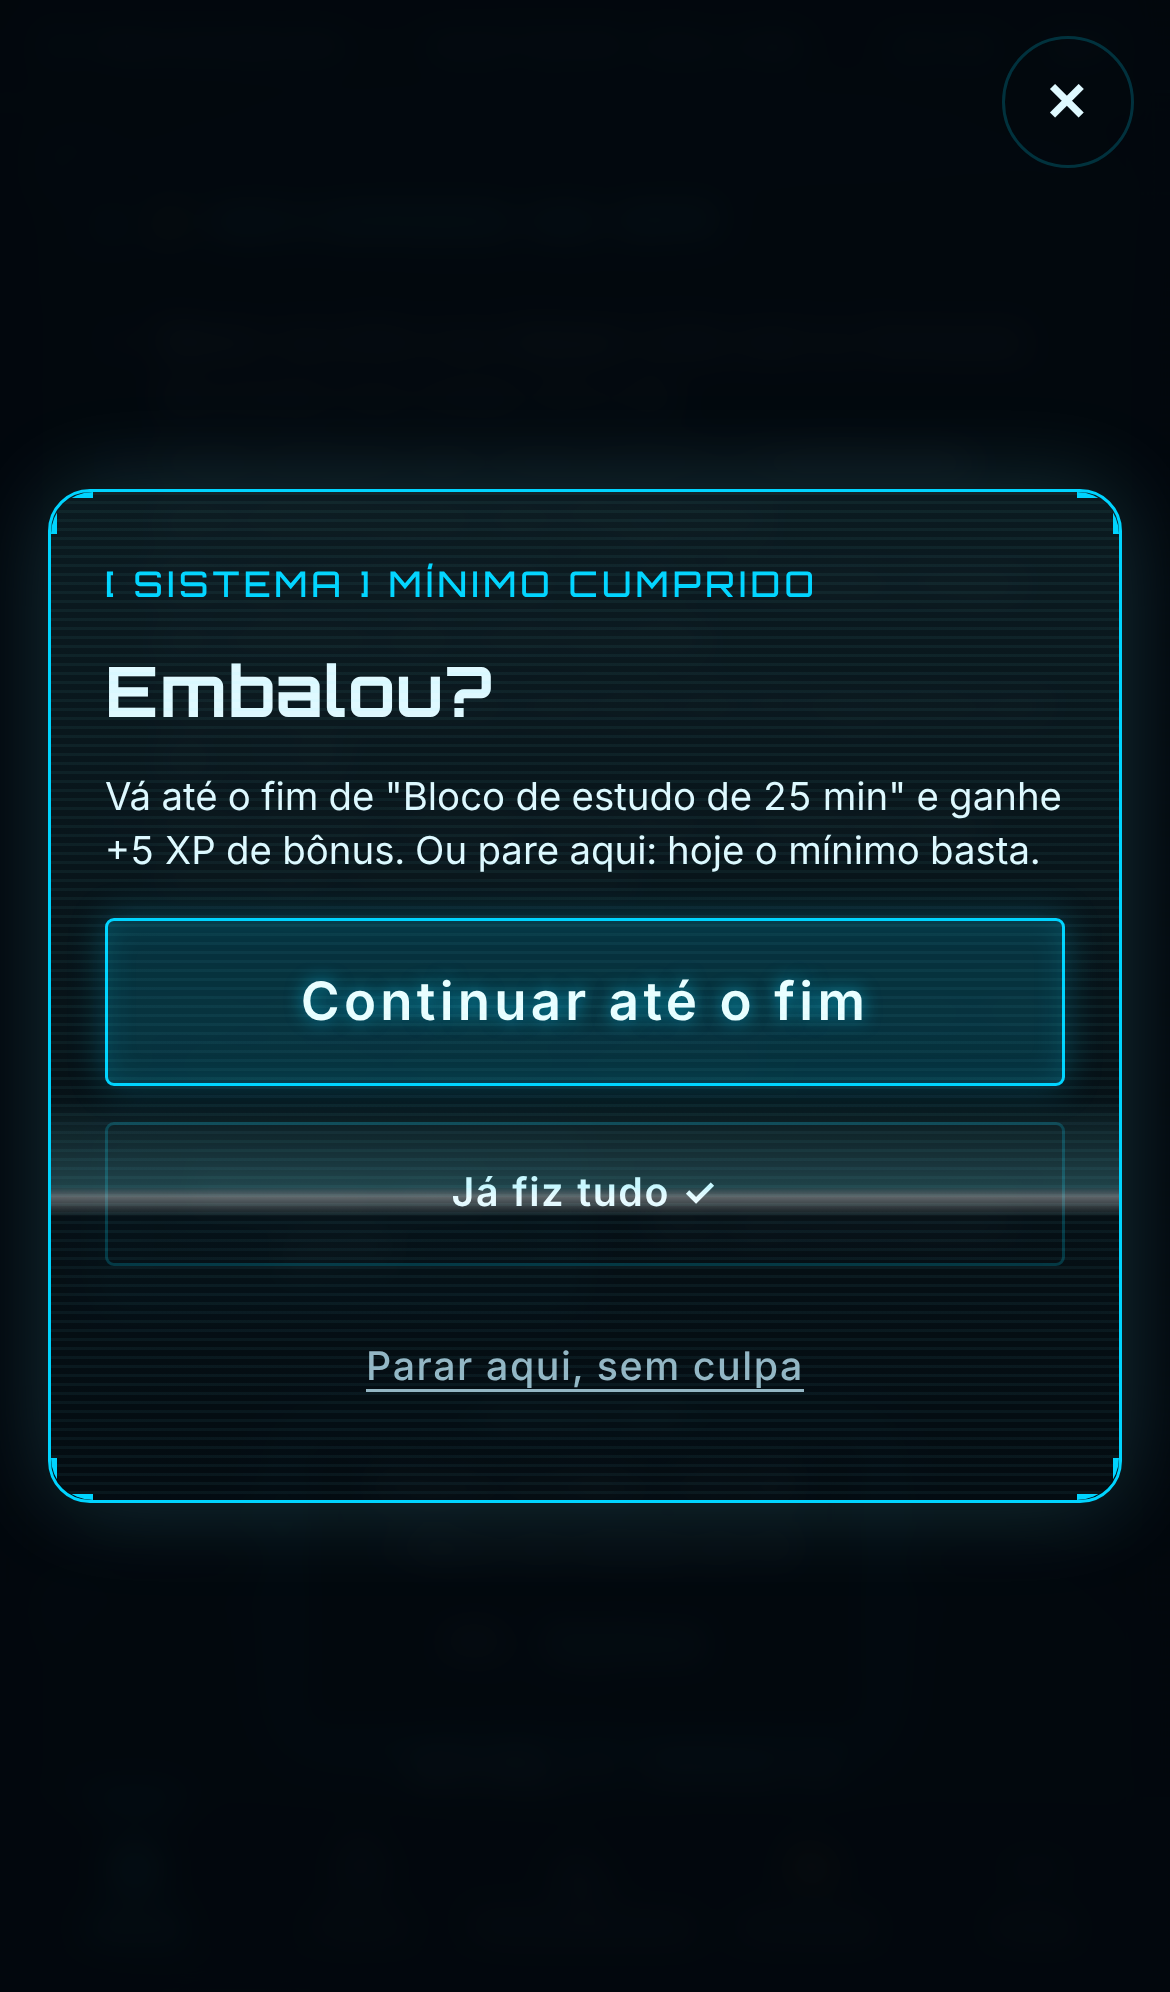 ✕
[ SISTEMA ] MÍNIMO CUMPRIDO
Embalou?
Vá até o fim de "Bloco de estudo de 25 min" e ganhe
+5 XP de bônus. Ou pare aqui: hoje o mínimo basta.
Continuar até o fim
Já fiz tudo ✓
Parar aqui, sem culpa